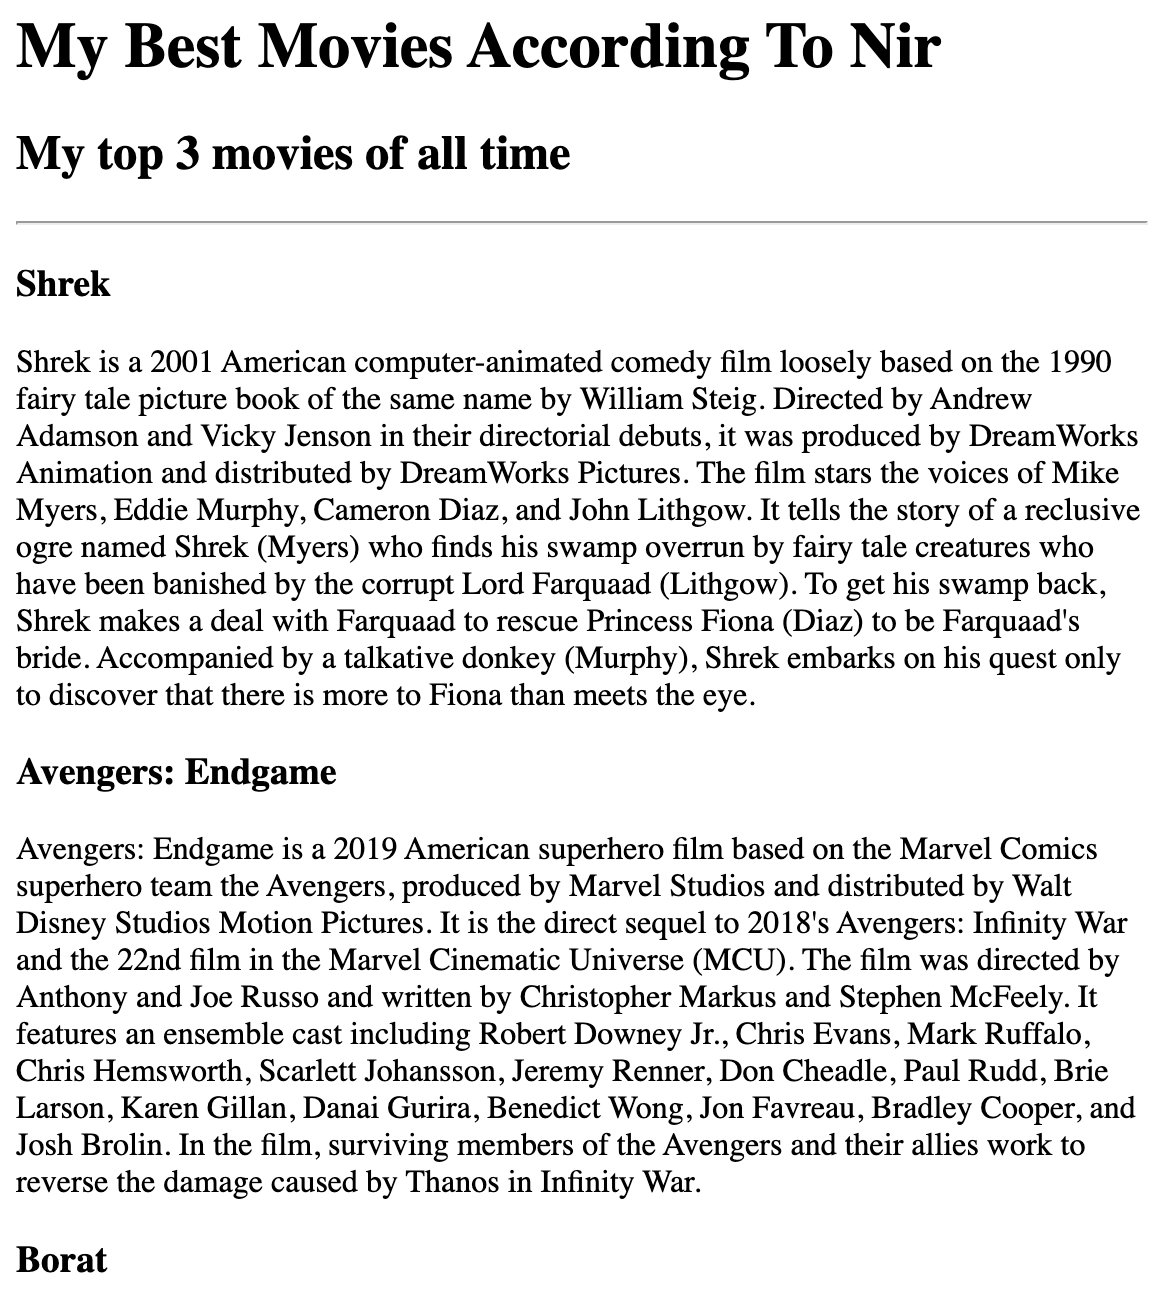 My Best Movies According To Nir
My top 3 movies of all time
Shrek
Shrek is a 2001 American computer-animated comedy film loosely based on the 1990
fairy tale picture book of the same name by William Steig. Directed by Andrew
Adamson and Vicky Jenson in their directorial debuts, it was produced by DreamWorks
Animation and distributed by DreamWorks Pictures. The film stars the voices of Mike
Myers, Eddie Murphy, Cameron Diaz, and John Lithgow. It tells the story of a reclusive
ogre named Shrek (Myers) who finds his swamp overrun by fairy tale creatures who
have been banished by the corrupt Lord Farquaad (Lithgow). To get his swamp back,
Shrek makes a deal with Farquaad to rescue Princess Fiona (Diaz) to be Farquaad's
bride. Accompanied by a talkative donkey (Murphy), Shrek embarks on his quest only
to discover that there is more to Fiona than meets the eye.
Avengers: Endgame
Avengers: Endgame is a 2019 American superhero film based on the Marvel Comics
superhero team the Avengers, produced by Marvel Studios and distributed by Walt
Disney Studios Motion Pictures. It is the direct sequel to 2018's Avengers: Infinity War
and the 22nd film in the Marvel Cinematic Universe (MCU). The film was directed by
Anthony and Joe Russo and written by Christopher Markus and Stephen McFeely. It
features an ensemble cast including Robert Downey Jr., Chris Evans, Mark Ruffalo,
Chris Hemsworth, Scarlett Johansson, Jeremy Renner, Don Cheadle, Paul Rudd, Brie
Larson, Karen Gillan, Danai Gurira, Benedict Wong, Jon Favreau, Bradley Cooper, and
Josh Brolin. In the film, surviving members of the Avengers and their allies work to
reverse the damage caused by Thanos in Infinity War.
Borat